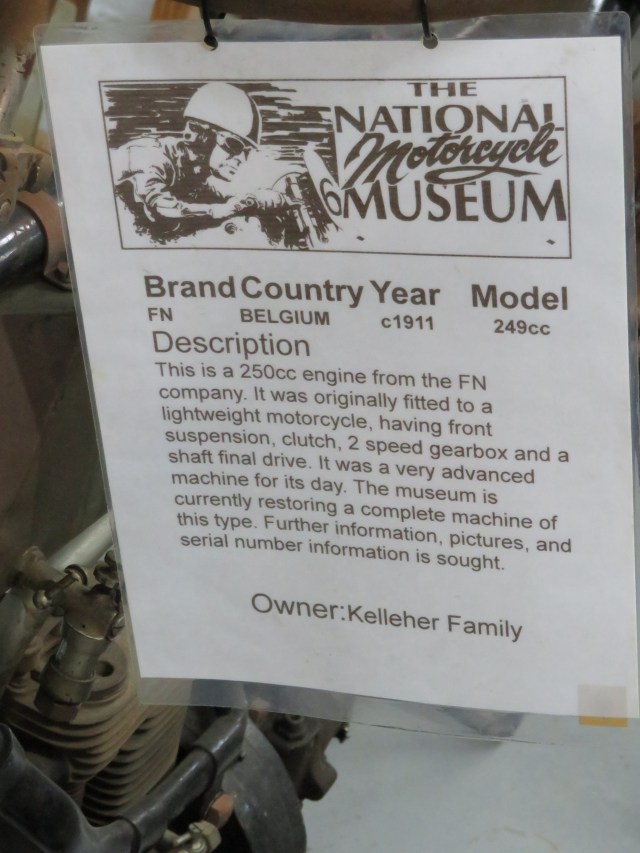 THE
NATIONAL
Motorcycle
6 MUSEUM
Brand Country Year Model
FN BELGIUM c1911 249cc
Description
This is a 250cc engine from the FN
company. It was originally fitted to a
lightweight motorcycle, having front
suspension, clutch, 2 speed gearbox and a
shaft final drive. It was a very advanced
machine for its day. The museum is
currently restoring a complete machine of
this type. Further information, pictures, and
serial number information is sought.
Owner:Kelleher Family